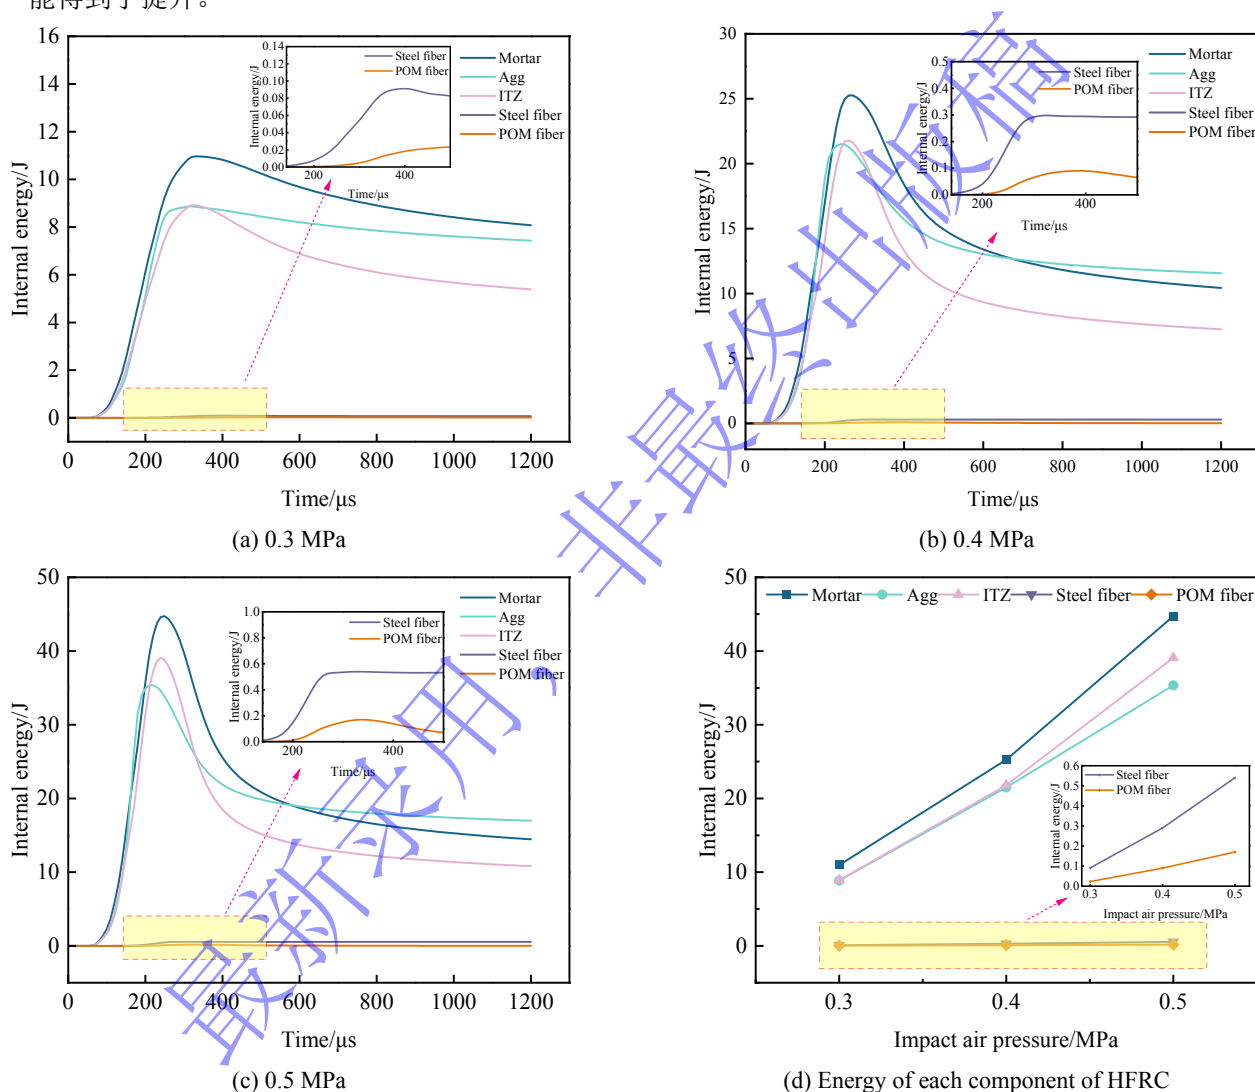 能得到了提升。
16
14
12
10
8
6
4
2
0
Internal energy/J
0 200 400 600 800 1000 1200
Time/μs
Mortar
Agg
ITZ
Steel fiber
POM fiber
0.14
0.12
0.10
0.08
0.06
0.04
0.02
0.00
Internal energy/J
Steel fiber
POM fiber
200 400
Time/μs
(a) 0.3 MPa
30
25
20
15
10
5
0
Internal energy/J
0 200 400 600 800 1000 1200
Time/μs
Mortar
Agg
ITZ
Steel fiber
POM fiber
0.5
0.4
0.3
0.2
0.1
0.0
Internal energy/J
Steel fiber
POM fiber
200 400
Time/μs
(b) 0.4 MPa
50
40
30
20
10
0
Internal energy/J
0 200 400 600 800 1000 1200
Time/μs
Mortar
Agg
ITZ
Steel fiber
POM fiber
1.0
0.8
0.6
0.4
0.2
0.0
Internal energy/J
Steel fiber
POM fiber
200 400
Time/μs
(c) 0.5 MPa
50
40
30
20
10
0
Internal energy/J
0.3 0.4 0.5
Impact air pressure/MPa
Mortar Agg ITZ Steel fiber POM fiber
0.6
0.5
0.4
0.3
0.2
0.1
0.0
Internal energy/J
Steel fiber
POM fiber
0.3 0.4 0.5
Impact air pressure/MPa
(d) Energy of each component of HFRC
最新录用，非最终出版稿